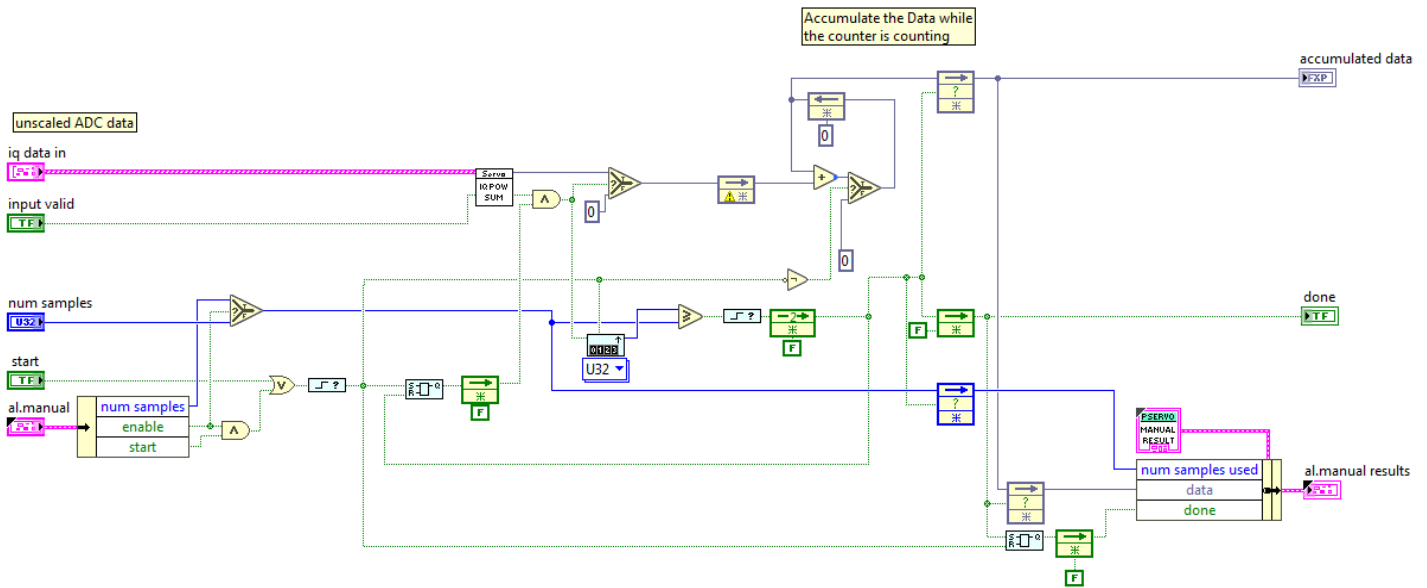 Accumulate the Data while
the counter is counting
accumulated data
FXP
unscaled ADC data
iq data in
Servo
IQ POW
SUM
input valid
TF
0
0
0
num samples
U32
done
TF
F
2
F
0123
U32
start
TF
S Q
R
F
al.manual
num samples
enable
start
PSERVO
MANUAL
RESULT
num samples used
data
done
al.manual results
S Q
R
F